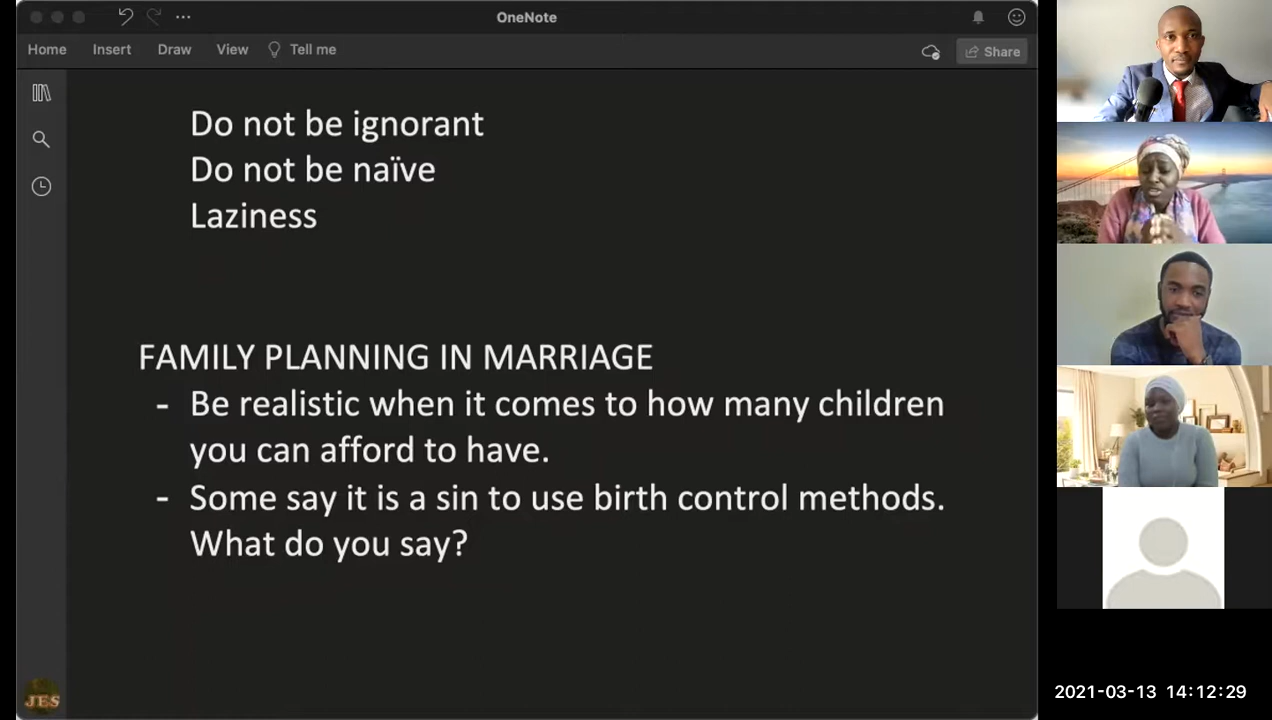 OneNote
Home Insert Draw View Tell me Share
Do not be ignorant
Do not be naïve
Laziness
FAMILY PLANNING IN MARRIAGE
- Be realistic when it comes to how many children
you can afford to have.
- Some say it is a sin to use birth control methods.
What do you say?
JES
2021-03-13 14:12:29